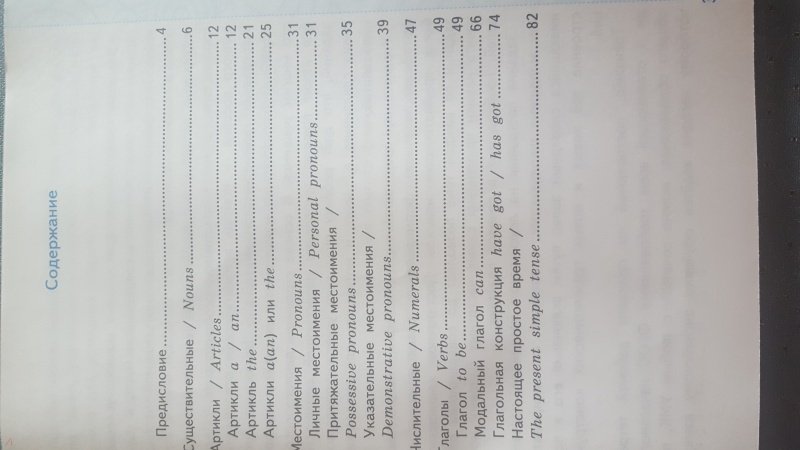 Содержание
Предисловие 4
Существительные / Nouns 6
Артикли / Articles 12
Артикли a / an 12
Артикль the 21
Артикли a(an) или the 25
Местоимения / Pronouns 31
Личные местоимения / Personal pronouns 31
Притяжательные местоимения /
Possessive pronouns 35
Указательные местоимения /
Demonstrative pronouns 39
Числительные / Numerals 47
Глаголы / Verbs 49
Глагол to be 49
Модальный глагол can 66
Глагольная конструкция have got / has got 74
Настоящее простое время /
The present simple tense 82